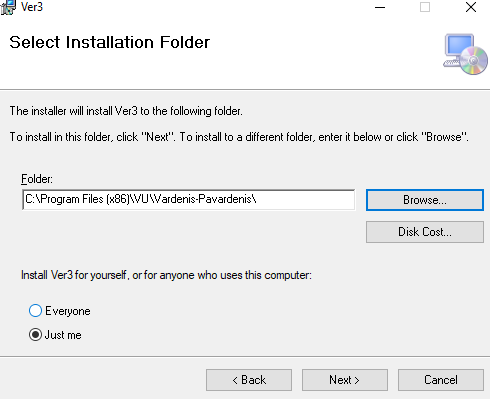 Ver3
Select Installation Folder
The installer will install Ver3 to the following folder.
To install in this folder, click "Next". To install to a different folder, enter it below or click "Browse".
Folder:
C:\Program Files (x86)\VU\Vardenis-Pavardenis\
Browse...
Disk Cost...
Install Ver3 for yourself, or for anyone who uses this computer:
Everyone
Just me
< Back
Next >
Cancel